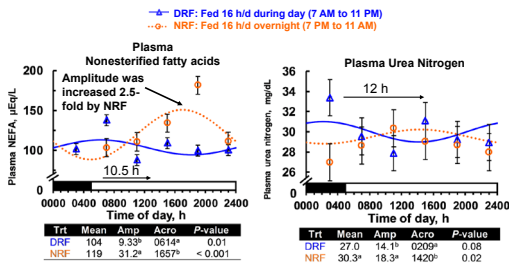 DRF: Fed 16 h/d during day (7 AM to 11 PM)
NRF: Fed 16 h/d overnight (7 PM to 11 AM)
Plasma
Nonesterified fatty acids
Plasma NEFA, µEq/L
200
150
100
50
0
Amplitude was
increased 2.5-
fold by NRF
10.5 h
0000 0400 0800 1200 1600 2000 2400
Time of day, h
Trt Mean Amp Acro P-value
DRF 104 9.33ᵇ 0614ᵃ 0.01
NRF 119 31.2ᵃ 1657ᵇ < 0.001
Plasma Urea Nitrogen
Plasma urea nitrogen, mg/dL
36
34
32
30
28
26
0
12 h
0000 0400 0800 1200 1600 2000 2400
Time of day, h
Trt Mean Amp Acro P-value
DRF 27.0 14.1ᵇ 0209ᵃ 0.08
NRF 30.3ᵃ 18.3ᵃ 1420ᵇ 0.02